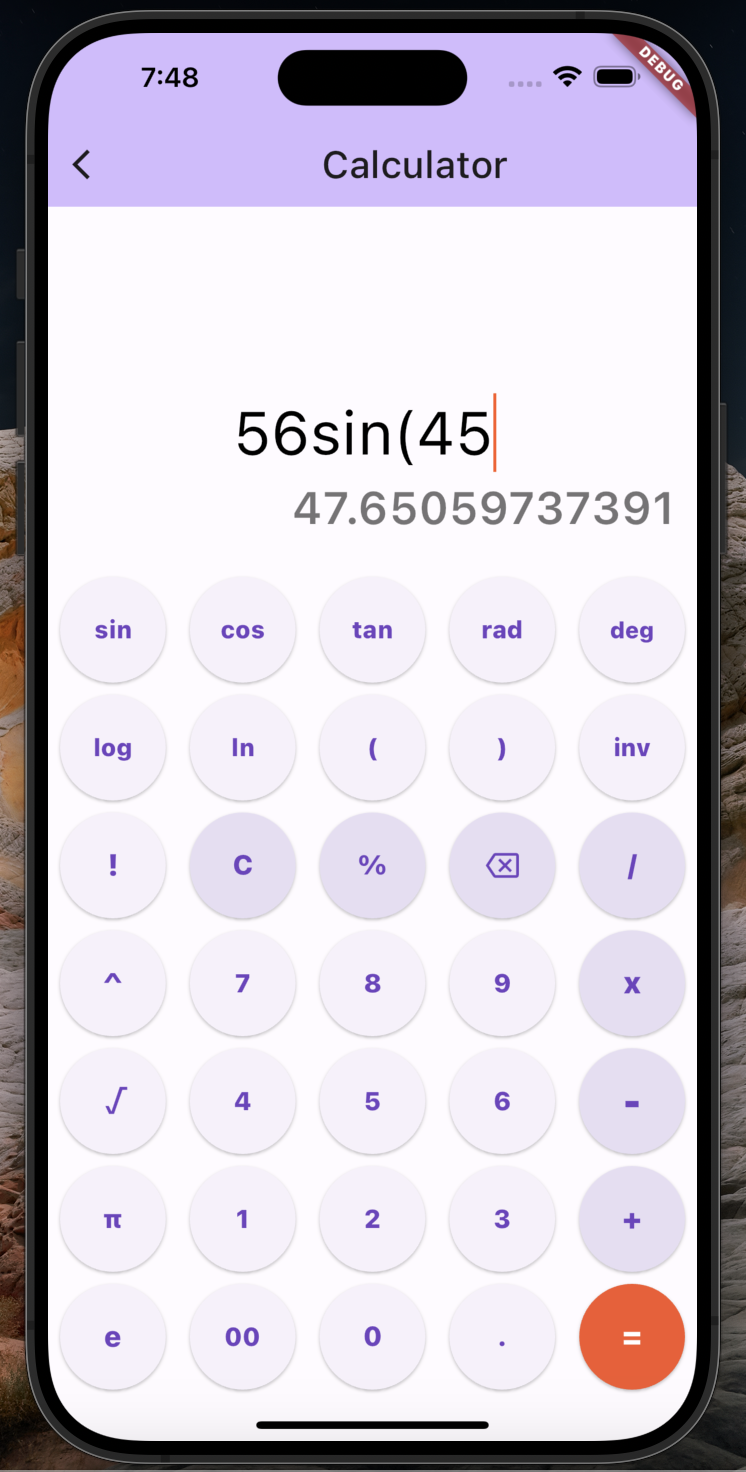 7:48
DEBUG
Calculator
56sin(45
47.65059737391
sin cos tan rad deg
log ln ( ) inv
! C % /
^ 7 8 9 x
√ 4 5 6 -
π 1 2 3 +
e 00 0 . =